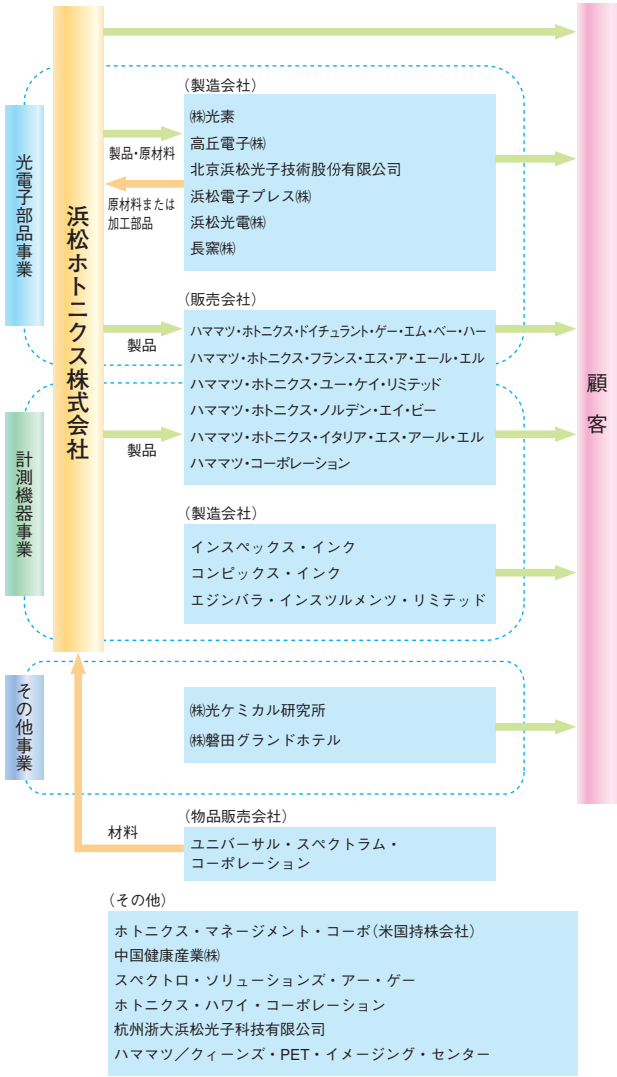 浜松ホトニクス株式会社
顧客
光電子部品事業
(製造会社)
㈱光素
高丘電子㈱
北京浜松光子技術股份有限公司
浜松電子プレス㈱
浜松光電㈱
長窯㈱
製品・原材料
原材料または
加工部品
(販売会社)
ハママツ・ホトニクス・ドイチュラント・ゲー・エム・ベー・ハー
ハママツ・ホトニクス・フランス・エス・ア・エール・エル
ハママツ・ホトニクス・ユー・ケイ・リミテッド
ハママツ・ホトニクス・ノルデン・エイ・ビー
ハママツ・ホトニクス・イタリア・エス・アール・エル
ハママツ・コーポレーション
製品
計測機器事業
製品
(製造会社)
インスペックス・インク
コンピックス・インク
エジンバラ・インスツルメンツ・リミテッド
その他事業
㈱光ケミカル研究所
㈱磐田グランドホテル
材料
(物品販売会社)
ユニバーサル・スペクトラム・
コーポレーション
(その他)
ホトニクス・マネージメント・コーポ(米国持株会社)
中国健康産業㈱
スペクトロ・ソリューションズ・アー・ゲー
ホトニクス・ハワイ・コーポレーション
杭州浙大浜松光子科技有限公司
ハママツ／クィーンズ・PET・イメージング・センター